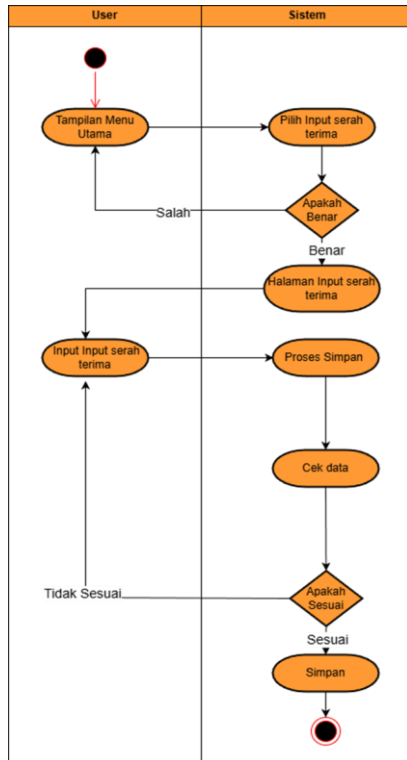 User
Sistem
Tampilan Menu
Utama
Pilih Input serah
terima
Apakah
Benar
Salah
Benar
Halaman Input serah
terima
Input Input serah
terima
Proses Simpan
Cek data
Apakah
Sesuai
Tidak Sesuai
Sesuai
Simpan